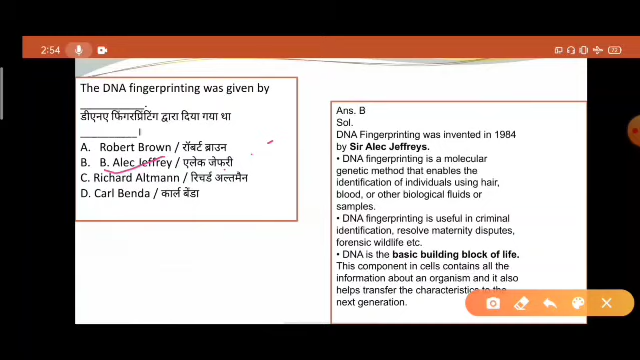 2:54
72
The DNA fingerprinting was given by
__________.
डीएनए फिंगरप्रिंटिंग द्वारा दिया गया था
_________ ।
A. Robert Brown / रॉबर्ट ब्राउन
B. B. Alec Jeffrey / एलेक जेफरी
C. Richard Altmann / रिचर्ड अल्तमैन
D. Carl Benda / कार्ल बेंडा
Ans. B
Sol.
DNA Fingerprinting was invented in 1984
by Sir Alec Jeffreys.
• DNA fingerprinting is a molecular
genetic method that enables the
identification of individuals using hair,
blood, or other biological fluids or
samples.
• DNA fingerprinting is useful in criminal
identification, resolve maternity disputes,
forensic wildlife etc.
• DNA is the basic building block of life.
This component in cells contains all the
information about an organism and it also
helps transfer the characteristics to the
next generation.